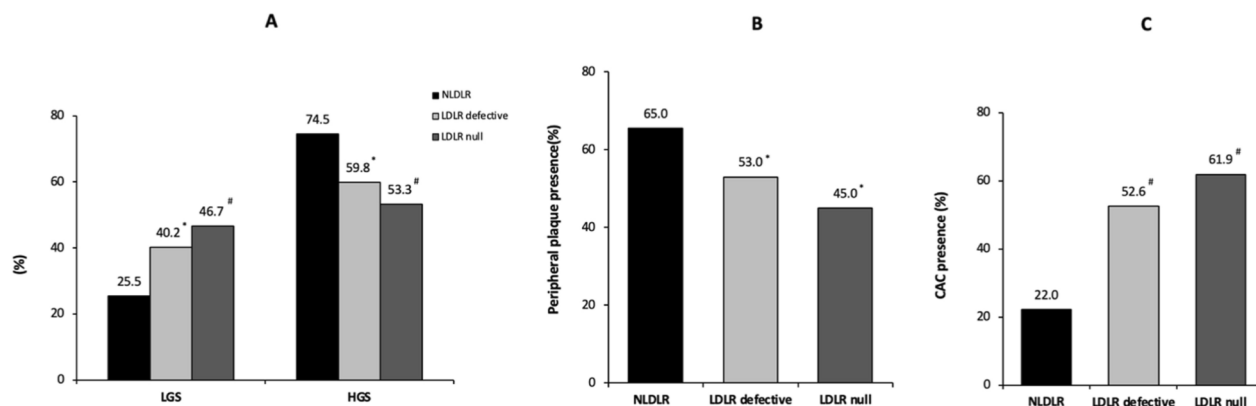 A
(%)
80
60
40
20
0
NLDLR
LDLR defective
LDLR null
25.5
40.2 *
46.7 #
74.5
59.8 *
53.3 #
LGS
HGS
B
Peripheral plaque presence(%)
80
60
40
20
0
65.0
53.0 *
45.0 *
NLDLR
LDLR defective
LDLR null
C
CAC presence (%)
80
60
40
20
0
22.0
52.6 #
61.9 #
NLDLR
LDLR defective
LDLR null